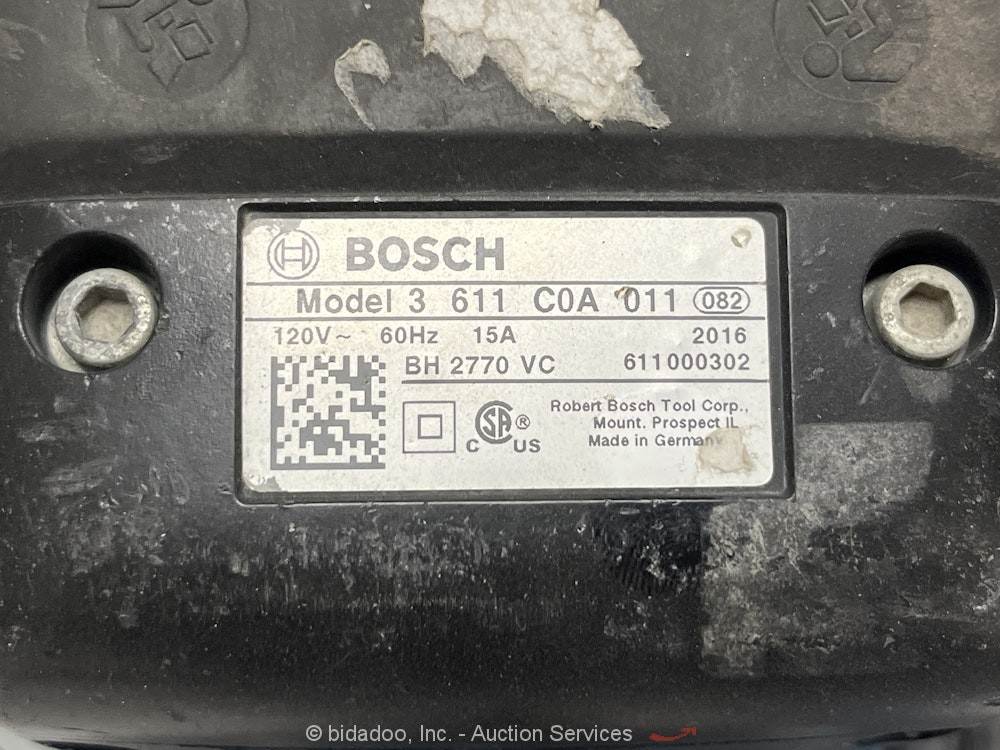 BOSCH
Model 3 611 C0A 011 082
120V~ 60Hz 15A 2016
BH 2770 VC 611000302
Robert Bosch Tool Corp.,
Mount. Prospect IL
Made in Germany
C SA ® C US
© bidadoo, Inc. - Auction Services